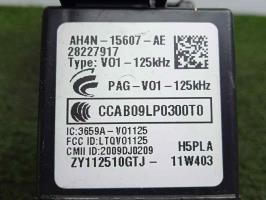 AH4N-15607-AE
28227917
Type: V01-125kHz
PAG-V01-125kHz
CCAB09LP0300T0
IC:3659A-V01125
FCC ID:LTQV01125
H5PLA
CMII ID:2009DJ0209
ZY112510GTJ- 11W403